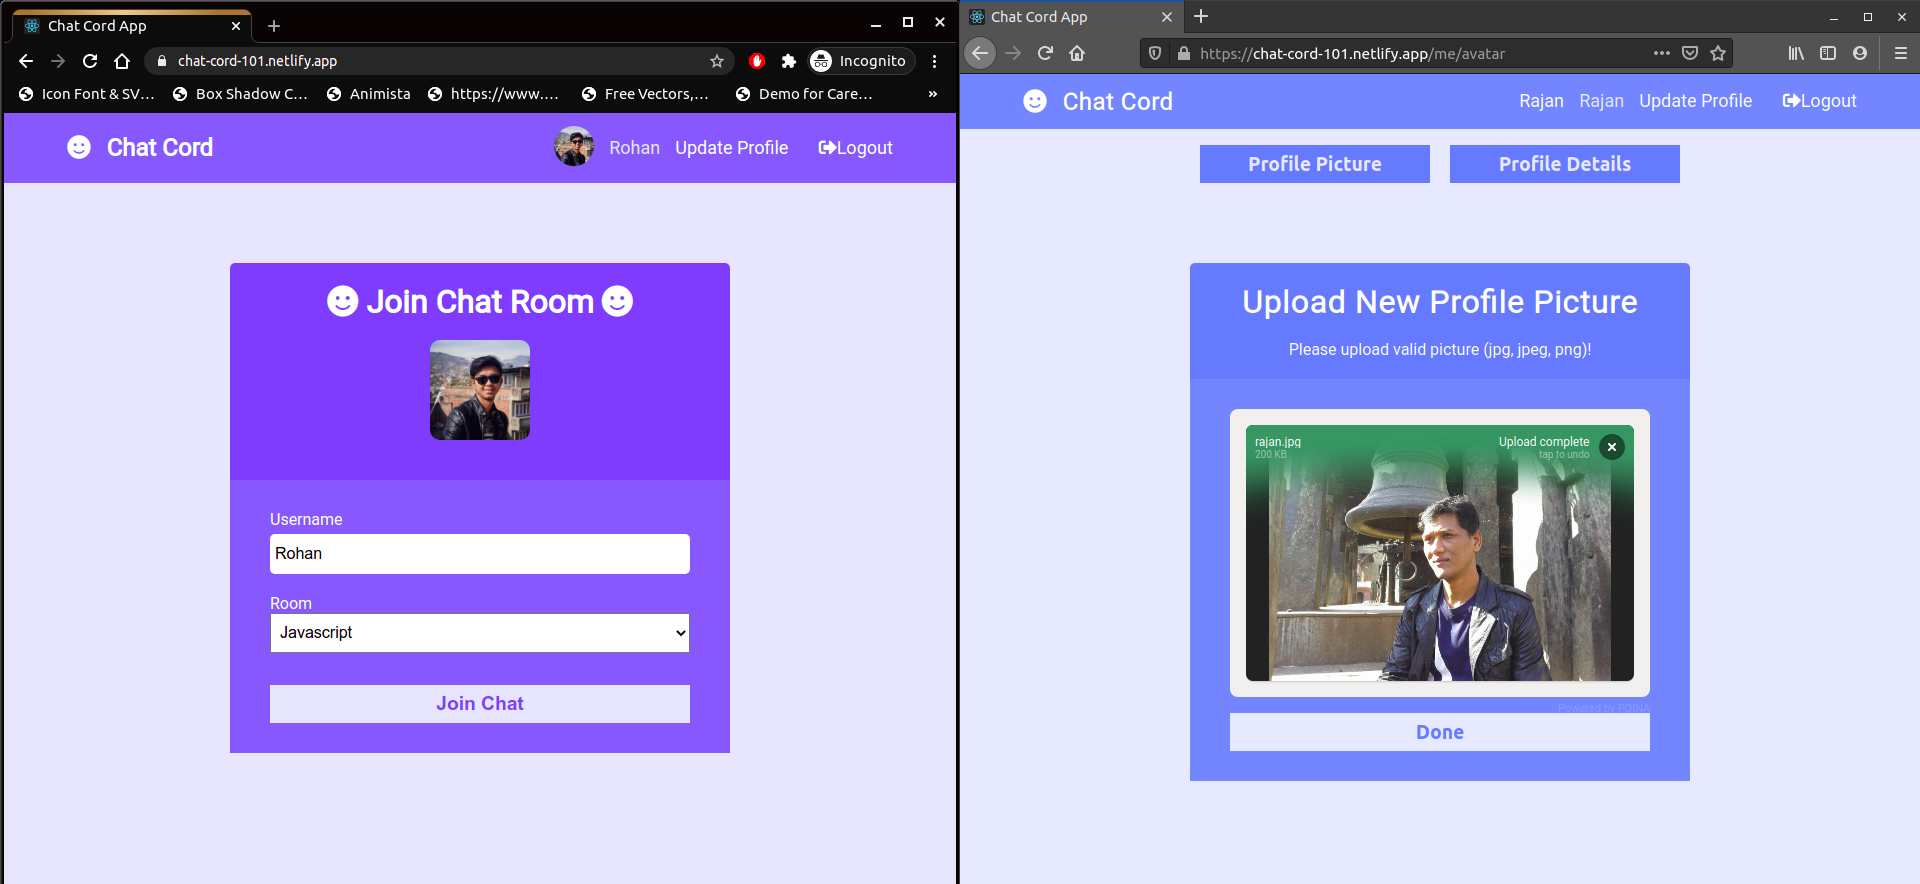 Chat Cord App
chat-cord-101.netlify.app
Incognito
Icon Font & SV...
Box Shadow C...
Animista
https://www....
Free Vectors,...
Demo for Care...
»
Chat Cord
Rohan
Update Profile
Logout
Join Chat Room
Username
Rohan
Room
Javascript
Join Chat
Chat Cord App
https://chat-cord-101.netlify.app/me/avatar
Chat Cord
Rajan
Rajan
Update Profile
Logout
Profile Picture
Profile Details
Upload New Profile Picture
Please upload valid picture (jpg, jpeg, png)!
rajan.jpg
200 KB
Upload complete
tap to undo
Powered by PQINA
Done